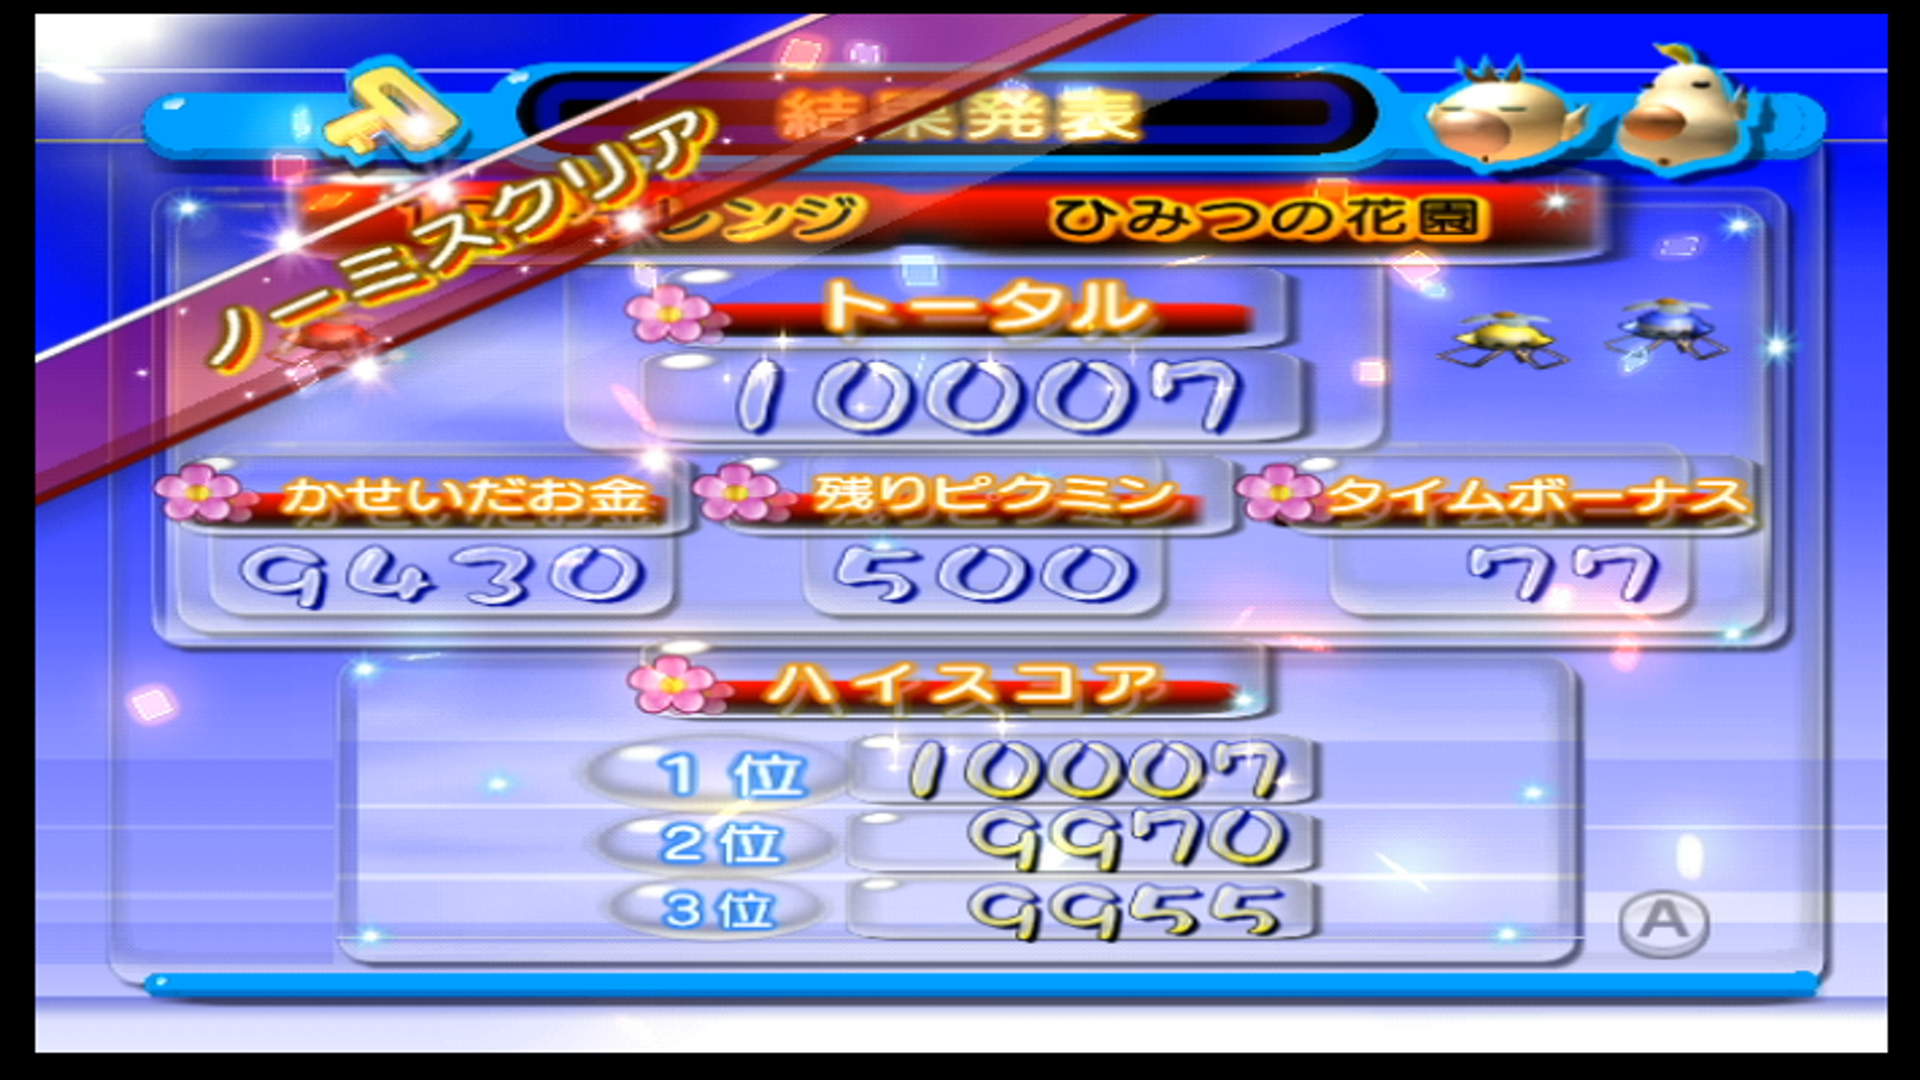 結果発表
ノーミスクリア
レンジ
ひみつの花園
トータル
10007
かせいだお金
残りピクミン
タイムボーナス
9430
500
77
ハイスコア
1位 10007
2位 9970
3位 9955
A